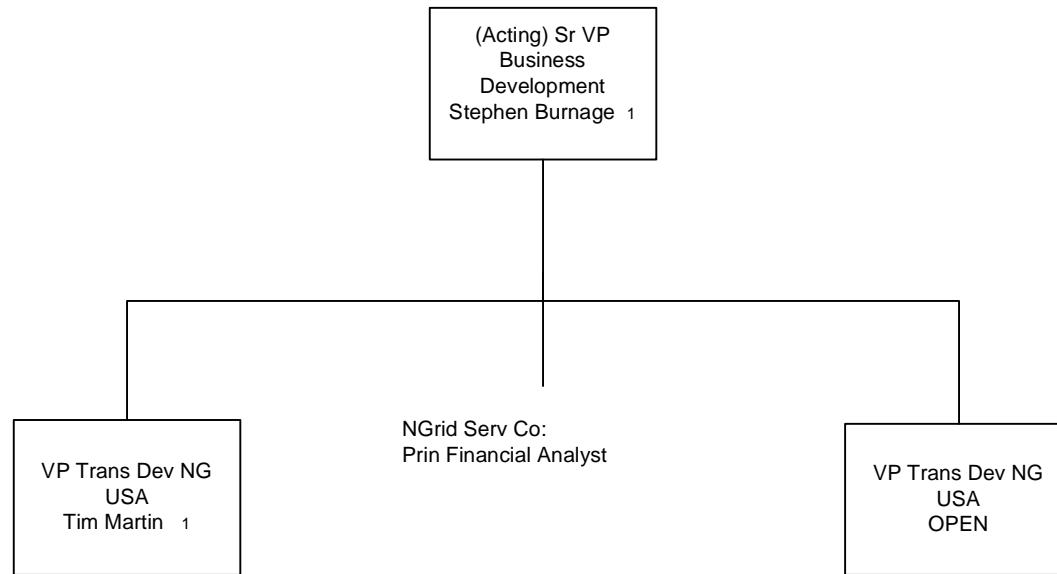 (Acting) Sr VP
Business
Development
Stephen Burnage 1
VP Trans Dev NG
USA
Tim Martin 1
NGrid Serv Co:
Prin Financial Analyst
VP Trans Dev NG
USA
OPEN